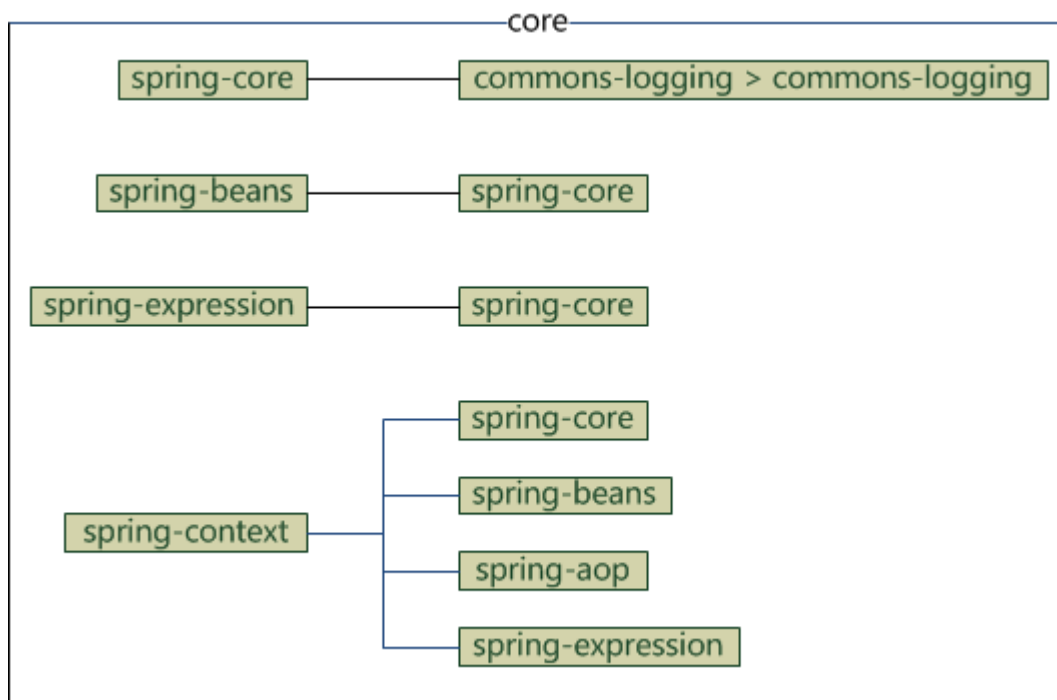 core
spring-core
commons-logging > commons-logging
spring-beans
spring-core
spring-expression
spring-core
spring-context
spring-core
spring-beans
spring-aop
spring-expression